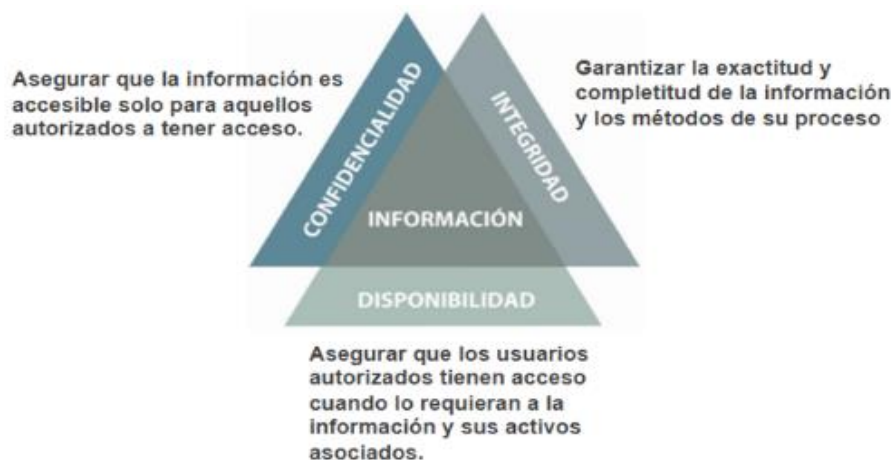 Asegurar que la información es
accesible solo para aquellos
autorizados a tener acceso.
CONFIDENCIALIDAD
INTEGRIDAD
Garantizar la exactitud y
completitud de la información
y los métodos de su proceso
INFORMACIÓN
DISPONIBILIDAD
Asegurar que los usuarios
autorizados tienen acceso
cuando lo requieran a la
información y sus activos
asociados.